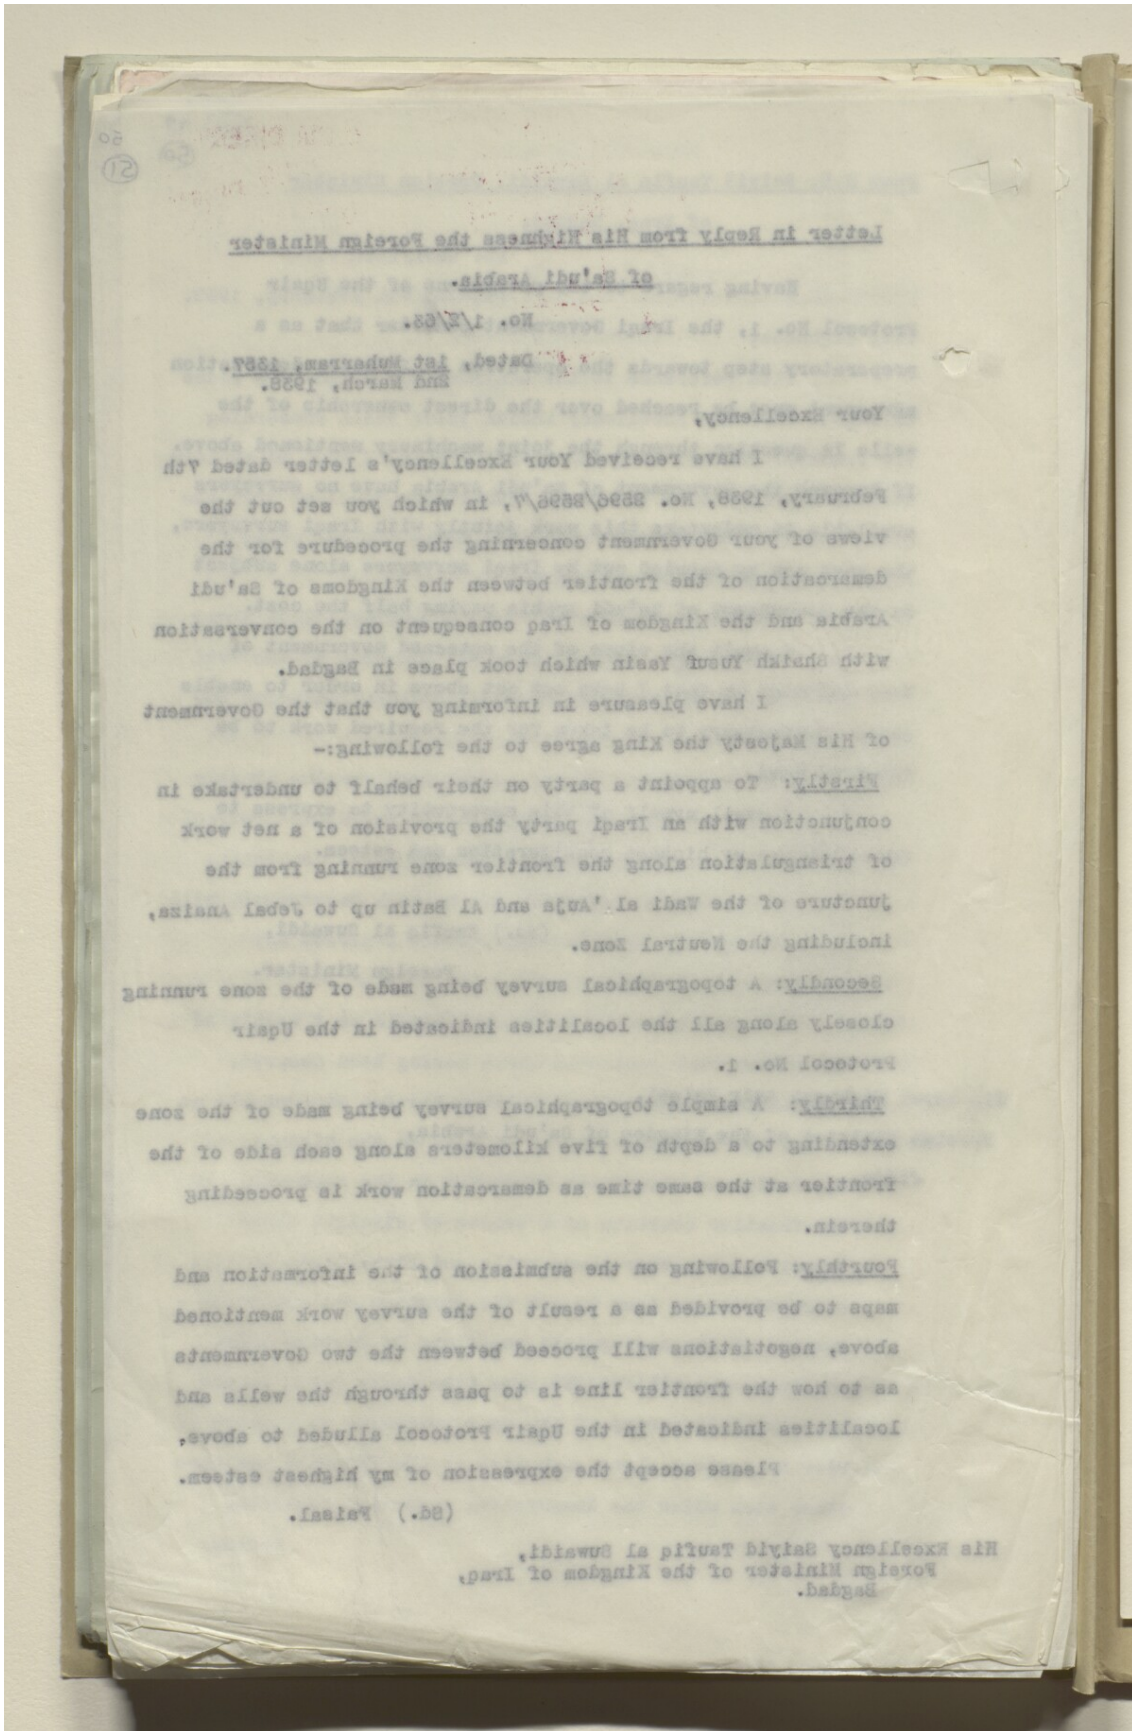 50
51
Letter in Reply from His Highness the Foreign Minister
of Sa'udi Arabia.
No. 1/2/63.
Dated, 1st Muharram, 1357.
2nd March, 1938.
Your Excellency,
I have received Your Excellency's letter dated 7th
February, 1938, No. 2596/2596/7, in which you set out the
views of your Government concerning the procedure for the
demarcation of the frontier between the Kingdoms of Sa'udi
Arabia and the Kingdom of Iraq consequent on the conversation
with Shaikh Yusuf Yasin which took place in Bagdad.
I have pleasure in informing you that the Government
of His Majesty the King agree to the following:-
Firstly: To appoint a party on their behalf to undertake in
conjunction with an Iraqi party the provision of a net work
of triangulation along the frontier zone running from the
juncture of the Wadi al 'Auja and Al Batin up to Jebal Anaiza,
including the Neutral Zone.
Secondly: A topographical survey being made of the zone running
closely along all the localities indicated in the Uqair
Protocol No. 1.
Thirdly: A simple topographical survey being made of the zone
extending to a depth of five kilometers along each side of the
frontier at the same time as demarcation work is proceeding
therein.
Fourthly: Following on the submission of the information and
maps to be provided as a result of the survey work mentioned
above, negotiations will proceed between the two Governments
as to how the frontier line is to pass through the wells and
localities indicated in the Uqair Protocol alluded to above.
Please accept the expression of my highest esteem.
(Sd.) Faisal.
His Excellency Saiyid Taufiq al Suwaidi,
Foreign Minister of the Kingdom of Iraq,
Bagdad.